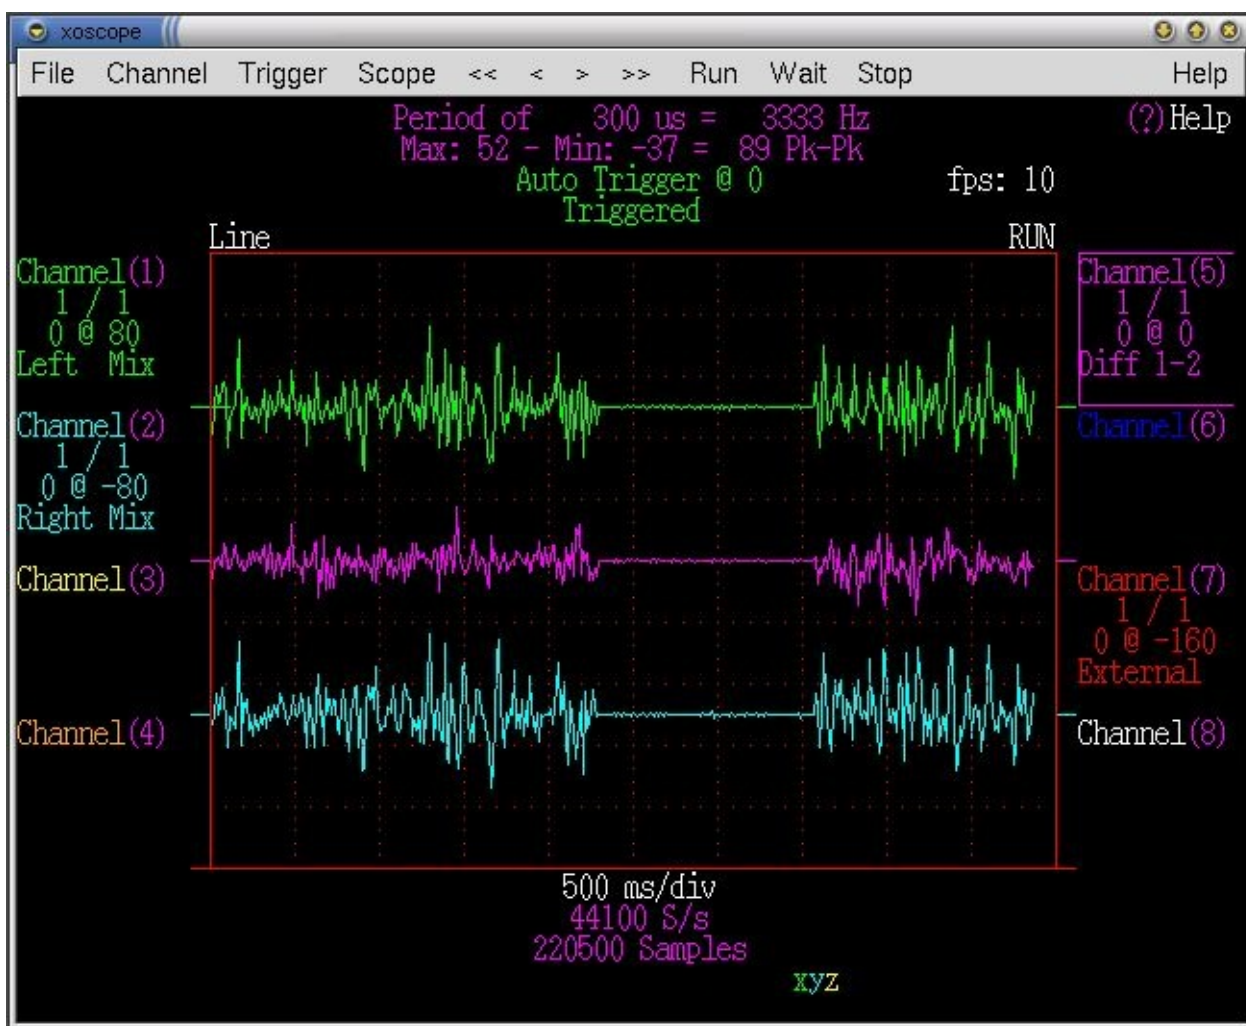 xoscope
File Channel Trigger Scope << < > >> Run Wait Stop Help
Period of 300 us = 3333 Hz
(?)Help
Max: 52 - Min: -37 = 89 Pk-Pk
Auto Trigger @ 0
fps: 10
Triggered
Line
RUN
Channel(1)
1 / 1
0 @ 80
Left Mix
Channel(2)
1 / 1
0 @ -80
Right Mix
Channel(3)
Channel(4)
Channel(5)
1 / 1
0 @ 0
Diff 1-2
Channel(6)
Channel(7)
1 / 1
0 @ -160
External
Channel(8)
500 ms/div
44100 S/s
220500 Samples
xyz